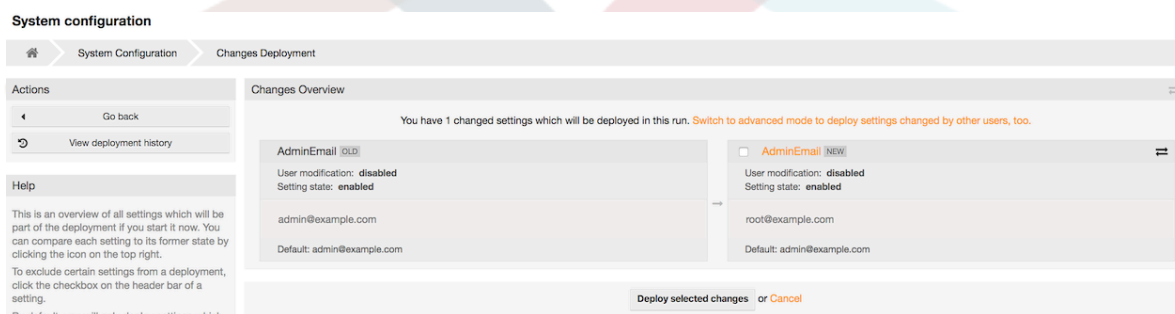 System configuration
System Configuration
Changes Deployment
Actions
Go back
View deployment history
Help
This is an overview of all settings which will be
part of the deployment if you start it now. You
can compare each setting to its former state by
clicking the icon on the top right.
To exclude certain settings from a deployment,
click the checkbox on the header bar of a
setting.
Changes Overview
You have 1 changed settings which will be deployed in this run. Switch to advanced mode to deploy settings changed by other users, too.
AdminEmail OLD
User modification: disabled
Setting state: enabled
admin@example.com
Default: admin@example.com
AdminEmail NEW
User modification: disabled
Setting state: enabled
root@example.com
Default: admin@example.com
Deploy selected changes or Cancel